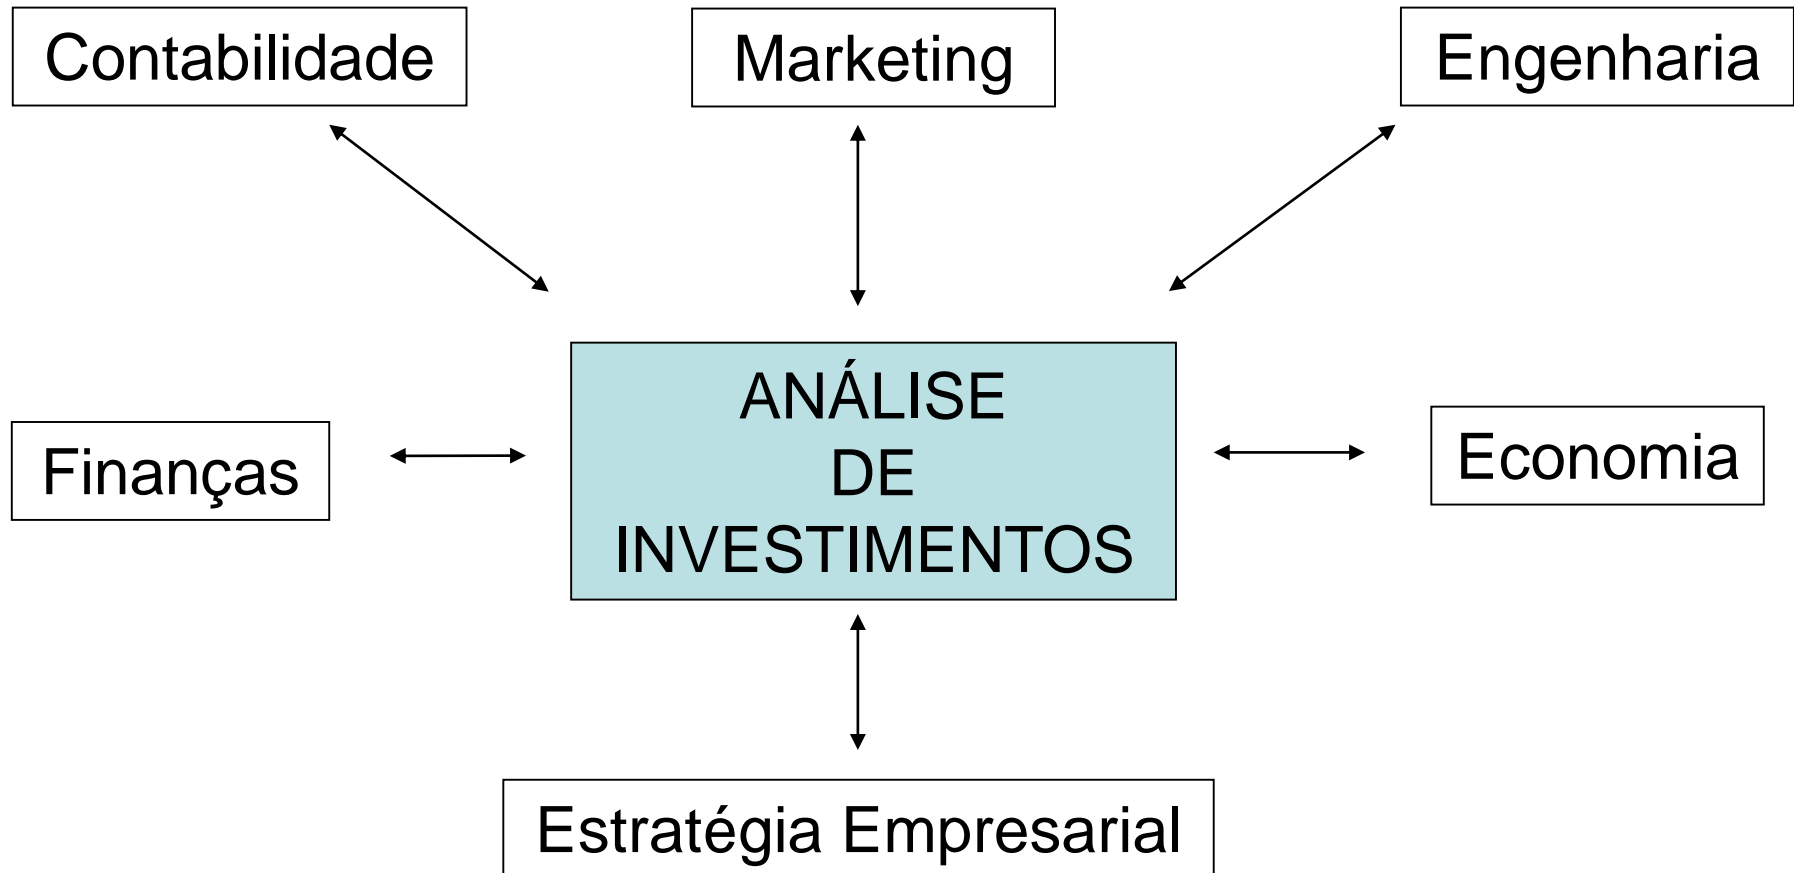 Contabilidade
Marketing
Engenharia
ANÁLISE
DE
INVESTIMENTOS
Finanças
Economia
Estratégia Empresarial